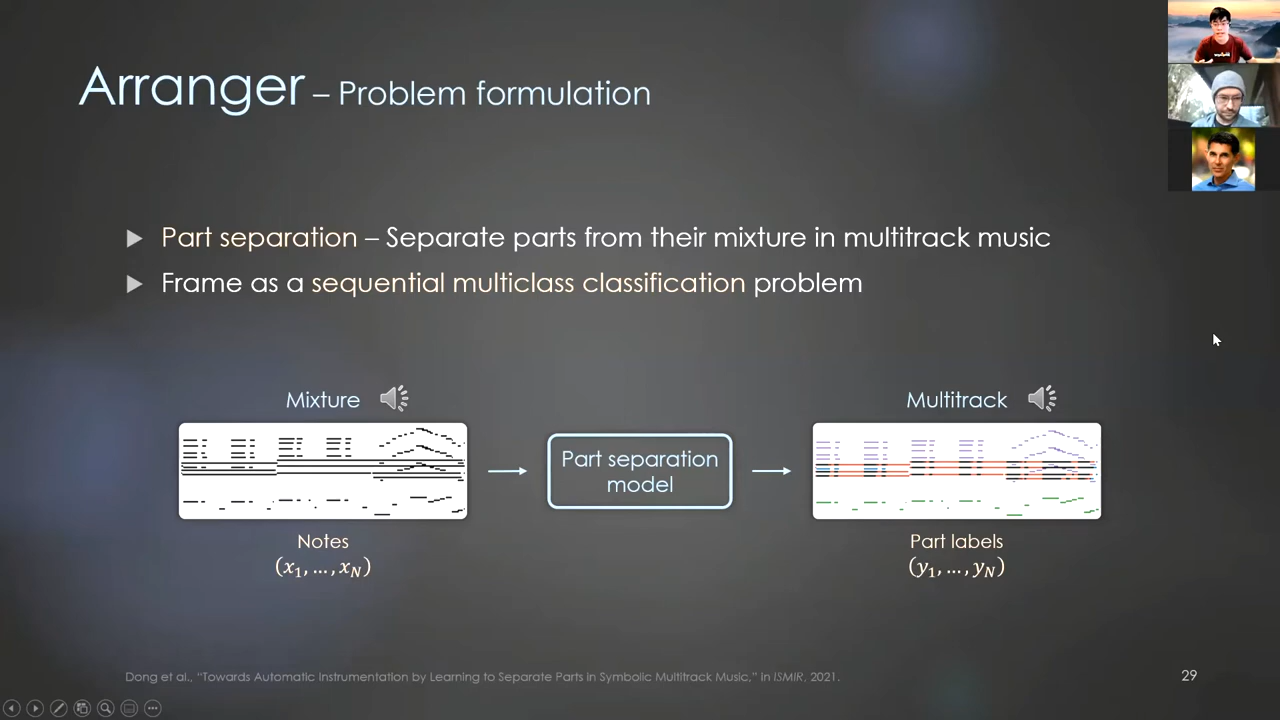 Arranger – Problem formulation
▶ Part separation – Separate parts from their mixture in multitrack music
▶ Frame as a sequential multiclass classification problem
Mixture
Multitrack
Part separation
model
Notes
(x₁, …, x_N)
Part labels
(y₁, …, y_N)
Dong et al., “Towards Automatic Instrumentation by Learning to Separate Parts in Symbolic Multitrack Music,” in ISMIR, 2021.
29